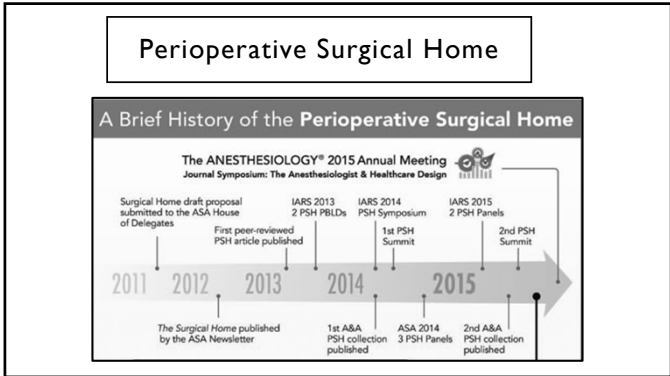 Perioperative Surgical Home
A Brief History of the Perioperative Surgical Home
The ANESTHESIOLOGY® 2015 Annual Meeting
Journal Symposium: The Anesthesiologist & Healthcare Design
Surgical Home draft proposal
submitted to the ASA House
of Delegates
First peer-reviewed
PSH article published
IARS 2013
2 PSH PBLDs
IARS 2014
PSH Symposium
1st PSH
Summit
IARS 2015
2 PSH Panels
2nd PSH
Summit
2011 2012 2013 2014 2015
The Surgical Home published
by the ASA Newsletter
1st A&A
PSH collection
published
ASA 2014
3 PSH Panels
2nd A&A
PSH collection
published